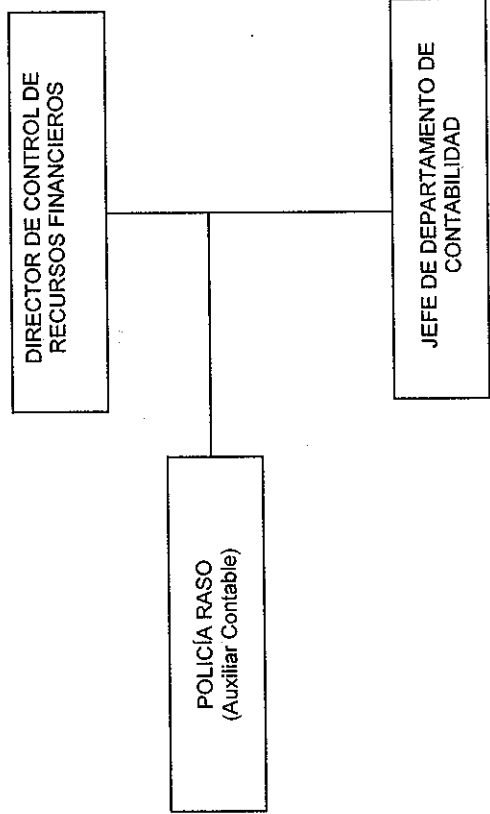 DIRECTOR DE CONTROL DE
RECURSOS FINANCIEROS
POLICÍA RASO
(Auxiliar Contable)
JEFE DE DEPARTAMENTO DE
CONTABILIDAD